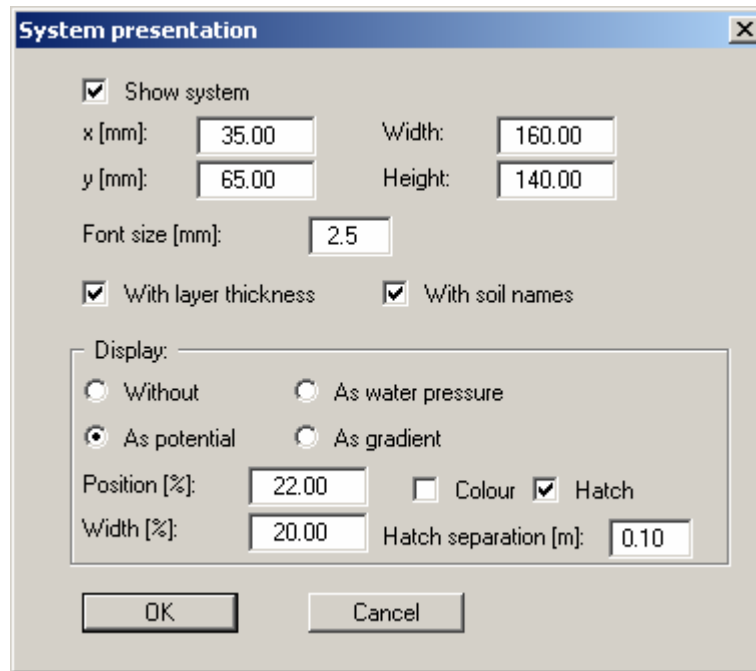 System presentation
Show system
x [mm]: 35.00 Width: 160.00
y [mm]: 65.00 Height: 140.00
Font size [mm]: 2.5
With layer thickness With soil names
Display:
Without As water pressure
As potential As gradient
Position [%]: 22.00 Colour Hatch
Width [%]: 20.00 Hatch separation [m]: 0.10
OK Cancel